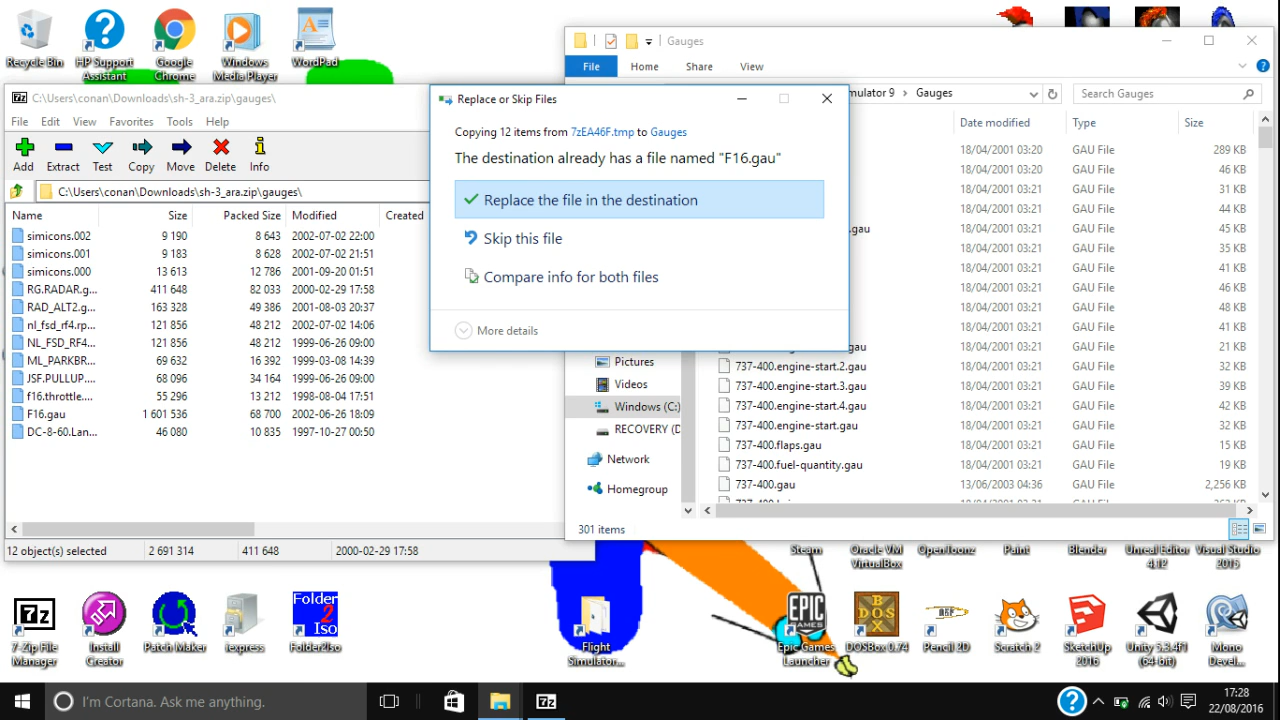 Recycle Bin
HP Support
Assistant
Google
Chrome
Windows
Media Player
WordPad
C:\Users\conan\Downloads\sh-3_ara.zip\gauges\
File Edit View Favorites Tools Help
Add Extract Test Copy Move Delete Info
C:\Users\conan\Downloads\sh-3_ara.zip\gauges\
Name Size Packed Size Modified Created
simicons.002 9 190 8 643 2002-07-02 22:00
simicons.001 9 183 8 628 2002-07-02 21:51
simicons.000 13 613 12 786 2001-09-20 01:51
RG.RADAR.g... 411 648 82 033 2000-02-29 17:58
RAD_ALT2.g... 163 328 49 386 2001-08-03 20:37
nl_fsd_rf4.rp... 121 856 48 212 2002-07-02 14:06
NL_FSD_RF4... 121 856 48 212 1999-06-26 09:00
ML_PARKBR... 69 632 16 392 1999-03-08 14:39
JSF.PULLUP.... 68 096 34 164 1999-06-26 09:00
f16.throttle.... 55 296 13 212 1998-08-04 17:51
F16.gau 1 601 536 68 700 2002-06-26 18:09
DC-8-60.Lan... 46 080 10 835 1997-10-27 00:50
12 object(s) selected 2 691 314 411 648 2000-02-29 17:58
Replace or Skip Files
Copying 12 items from 7zEA46F.tmp to Gauges
The destination already has a file named "F16.gau"
Replace the file in the destination
Skip this file
Compare info for both files
More details
Gauges
File Home Share View
mulator 9 > Gauges
Search Gauges
Date modified Type Size
18/04/2001 03:20 GAU File 289 KB
18/04/2001 03:20 GAU File 46 KB
18/04/2001 03:21 GAU File 31 KB
18/04/2001 03:21 GAU File 44 KB
.gau 18/04/2001 03:21 GAU File 45 KB
18/04/2001 03:21 GAU File 35 KB
18/04/2001 03:21 GAU File 41 KB
18/04/2001 03:21 GAU File 46 KB
18/04/2001 03:21 GAU File 48 KB
18/04/2001 03:21 GAU File 41 KB
gau 18/04/2001 03:21 GAU File 21 KB
737-400.engine-start.2.gau 18/04/2001 03:21 GAU File 32 KB
737-400.engine-start.3.gau 18/04/2001 03:21 GAU File 39 KB
737-400.engine-start.4.gau 18/04/2001 03:21 GAU File 42 KB
737-400.engine-start.gau 18/04/2001 03:21 GAU File 32 KB
737-400.flaps.gau 18/04/2001 03:21 GAU File 15 KB
737-400.fuel-quantity.gau 18/04/2001 03:21 GAU File 19 KB
737-400.gau 13/06/2003 04:36 GAU File 2,256 KB
Pictures
Videos
Windows (C:)
RECOVERY (D
Network
Homegroup
301 items
Steam
Oracle VM
VirtualBox
OpenToonz
Paint
Blender
Unreal Editor
4.12
Visual Studio
2015
7-Zip File
Manager
Install
Creator
Patch Maker
iexpress
Folder
2
Iso
Folder2Iso
Flight
Simulator...
EPIC
GAMES
Epic Games
Launcher
DOSBox 0.74
Pencil 2D
Scratch 2
SketchUp
2016
Unity 5.3.4f1
(64-bit)
Mono
Devel...
I'm Cortana. Ask me anything.
17:28
22/08/2016